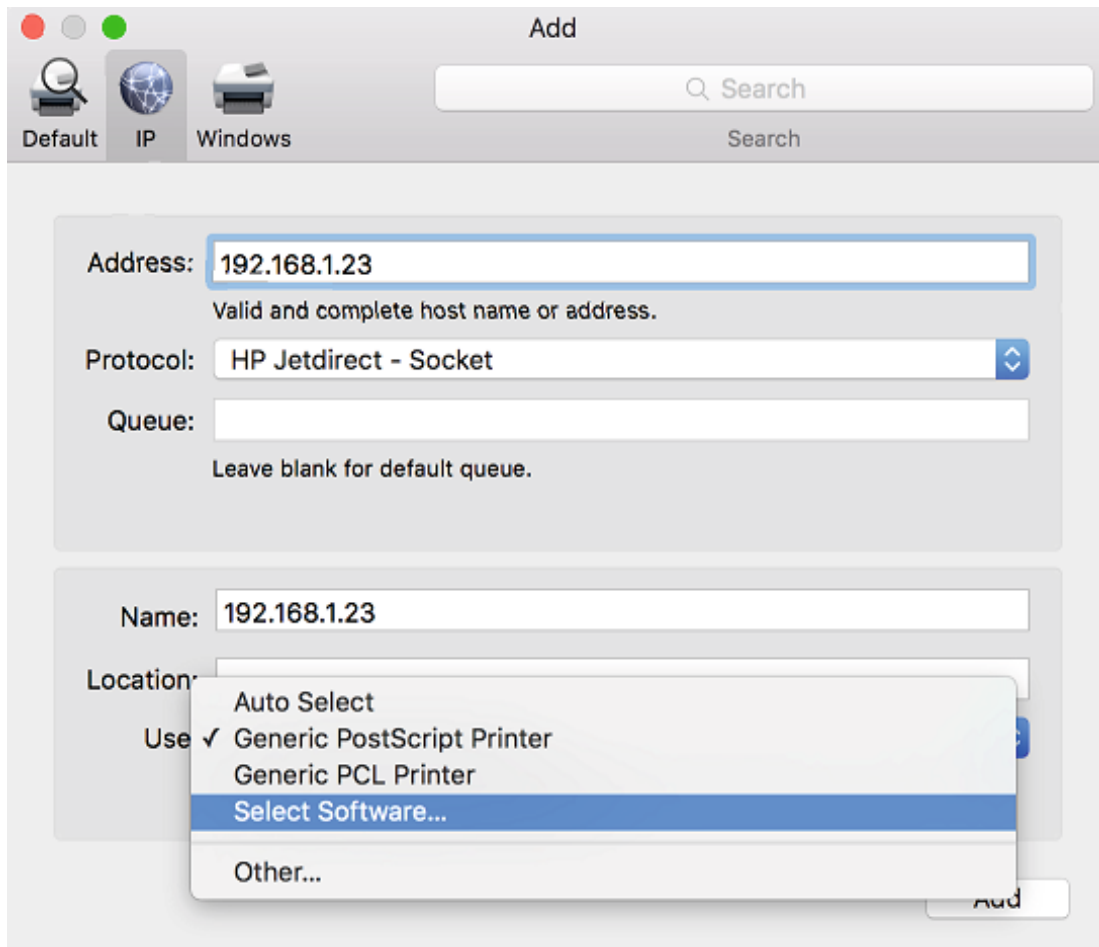 Add
Search
Default IP Windows
Search
Address: 192.168.1.23
Valid and complete host name or address.
Protocol: HP Jetdirect - Socket
Queue:
Leave blank for default queue.
Name: 192.168.1.23
Location:
Auto Select
Use ✓ Generic PostScript Printer
Generic PCL Printer
Select Software...
Other...
Add